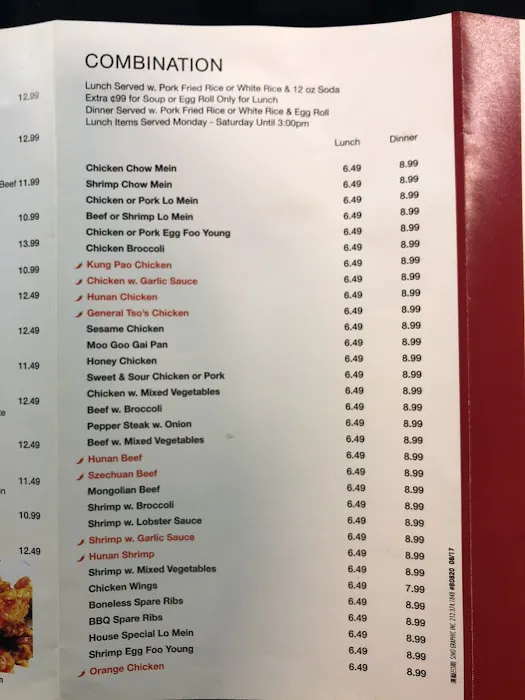 COMBINATION
Lunch Served w. Pork Fried Rice or White Rice & 12 oz Soda
Extra ¢99 for Soup or Egg Roll Only for Lunch
Dinner Served w. Pork Fried Rice or White Rice & Egg Roll
Lunch Items Served Monday - Saturday Until 3:00pm
Lunch Dinner
Chicken Chow Mein 6.49 8.99
Shrimp Chow Mein 6.49 8.99
Chicken or Pork Lo Mein 6.49 8.99
Beef or Shrimp Lo Mein 6.49 8.99
Chicken or Pork Egg Foo Young 6.49 8.99
Chicken Broccoli 6.49 8.99
Kung Pao Chicken 6.49 8.99
Chicken w. Garlic Sauce 6.49 8.99
Hunan Chicken 6.49 8.99
General Tso's Chicken 6.49 8.99
Sesame Chicken 6.49 8.99
Moo Goo Gai Pan 6.49 8.99
Honey Chicken 6.49 8.99
Sweet & Sour Chicken or Pork 6.49 8.99
Chicken w. Mixed Vegetables 6.49 8.99
Beef w. Broccoli 6.49 8.99
Pepper Steak w. Onion 6.49 8.99
Beef w. Mixed Vegetables 6.49 8.99
Hunan Beef 6.49 8.99
Szechuan Beef 6.49 8.99
Mongolian Beef 6.49 8.99
Shrimp w. Broccoli 6.49 8.99
Shrimp w. Lobster Sauce 6.49 8.99
Shrimp w. Garlic Sauce 6.49 8.99
Hunan Shrimp 6.49 8.99
Shrimp w. Mixed Vegetables 6.49 8.99
Chicken Wings 6.49 7.99
Boneless Spare Ribs 6.49 8.99
BBQ Spare Ribs 6.49 8.99
House Special Lo Mein 6.49 8.99
Shrimp Egg Foo Young 6.49 8.99
Orange Chicken 6.49 8.99
12.99
12.99
Beef 11.99
10.99
13.99
10.99
12.49
12.49
11.49
12.49
12.49
11.49
10.99
12.49
SINO GRAPHIC INC. 212.374.1848 #80820 08/17